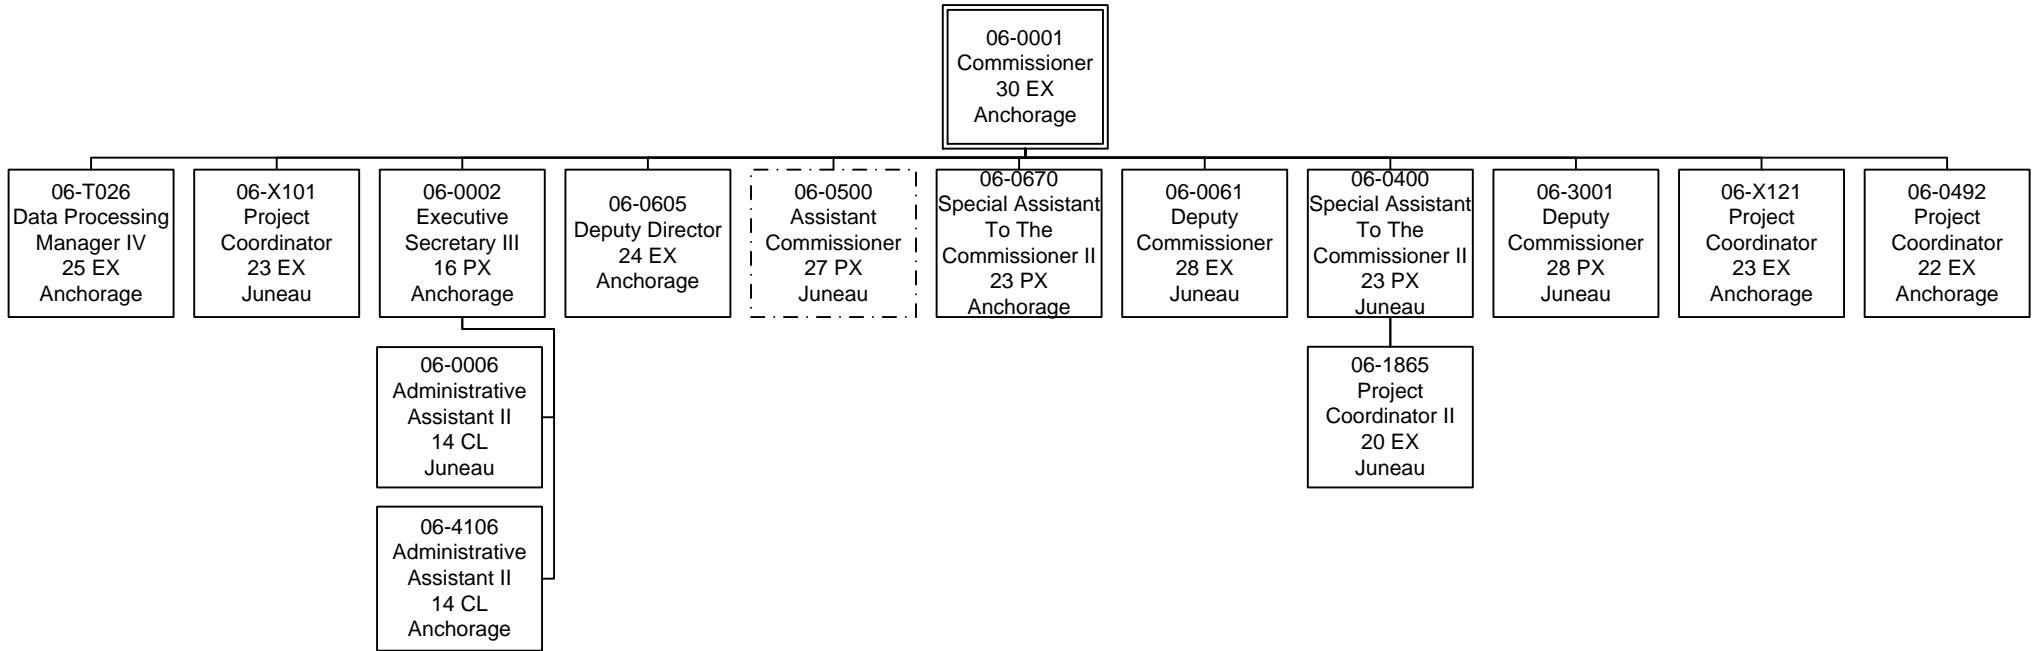 06-0001
Commissioner
30 EX
Anchorage
06-T026
Data Processing
Manager IV
25 EX
Anchorage
06-X101
Project
Coordinator
23 EX
Juneau
06-0002
Executive
Secretary III
16 PX
Anchorage
06-0605
Deputy Director
24 EX
Anchorage
06-0500
Assistant
Commissioner
27 PX
Juneau
06-0670
Special Assistant
To The
Commissioner II
23 PX
Anchorage
06-0061
Deputy
Commissioner
28 EX
Juneau
06-0400
Special Assistant
To The
Commissioner II
23 PX
Juneau
06-3001
Deputy
Commissioner
28 PX
Juneau
06-X121
Project
Coordinator
23 EX
Anchorage
06-0492
Project
Coordinator
22 EX
Anchorage
06-0006
Administrative
Assistant II
14 CL
Juneau
06-1865
Project
Coordinator II
20 EX
Juneau
06-4106
Administrative
Assistant II
14 CL
Anchorage